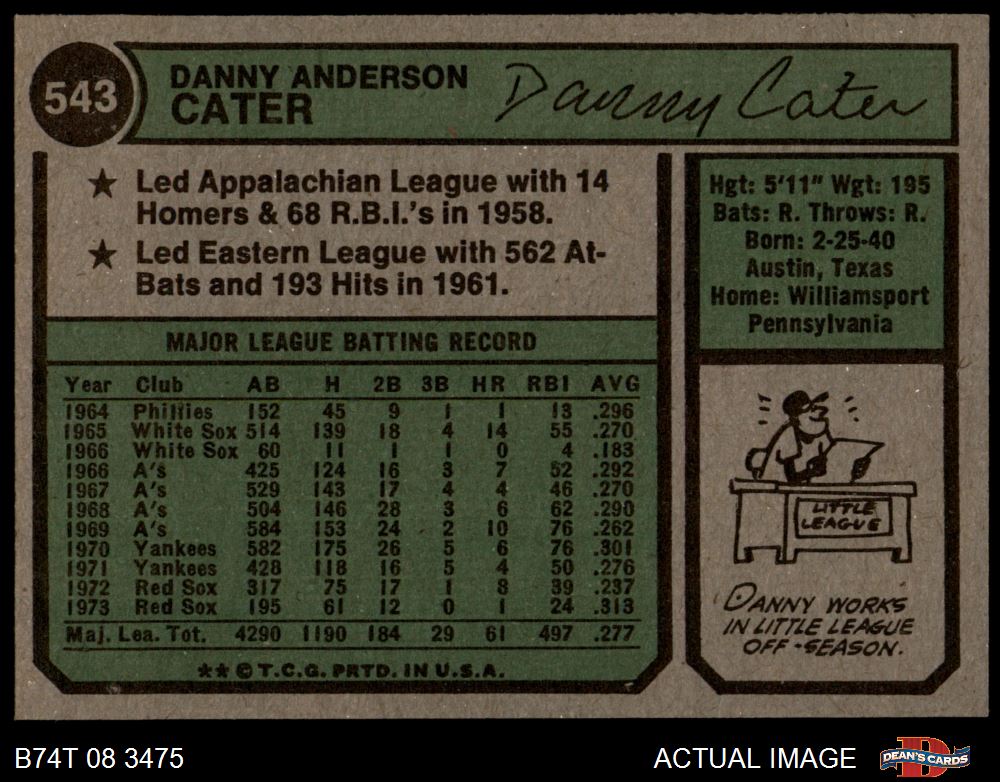 543
DANNY ANDERSON
CATER
Danny Cater
★ Led Appalachian League with 14
Homers & 68 R.B.I.'s in 1958.
★ Led Eastern League with 562 At-
Bats and 193 Hits in 1961.
Hgt: 5'11" Wgt: 195
Bats: R. Throws: R.
Born: 2-25-40
Austin, Texas
Home: Williamsport
Pennsylvania
MAJOR LEAGUE BATTING RECORD
Year Club AB H 2B 3B HR RBI AVG
1964 Phillies 152 45 9 1 1 13 .296
1965 White Sox 514 139 18 4 14 55 .270
1966 White Sox 60 11 1 1 0 4 .183
1966 A's 425 124 16 3 7 52 .292
1967 A's 529 143 17 4 4 46 .270
1968 A's 504 146 28 3 6 62 .290
1969 A's 584 153 24 2 10 76 .262
1970 Yankees 582 175 26 5 6 76 .301
1971 Yankees 428 118 16 5 4 50 .276
1972 Red Sox 317 75 17 1 8 39 .237
1973 Red Sox 195 61 12 0 1 24 .313
Maj. Lea. Tot. 4290 1190 184 29 61 497 .277
★★ © T.C.G. PRTD. IN U.S.A.
LITTLE
LEAGUE
DANNY WORKS
IN LITTLE LEAGUE
OFF-SEASON.
B74T 08 3475
ACTUAL IMAGE
DEAN'S CARDS